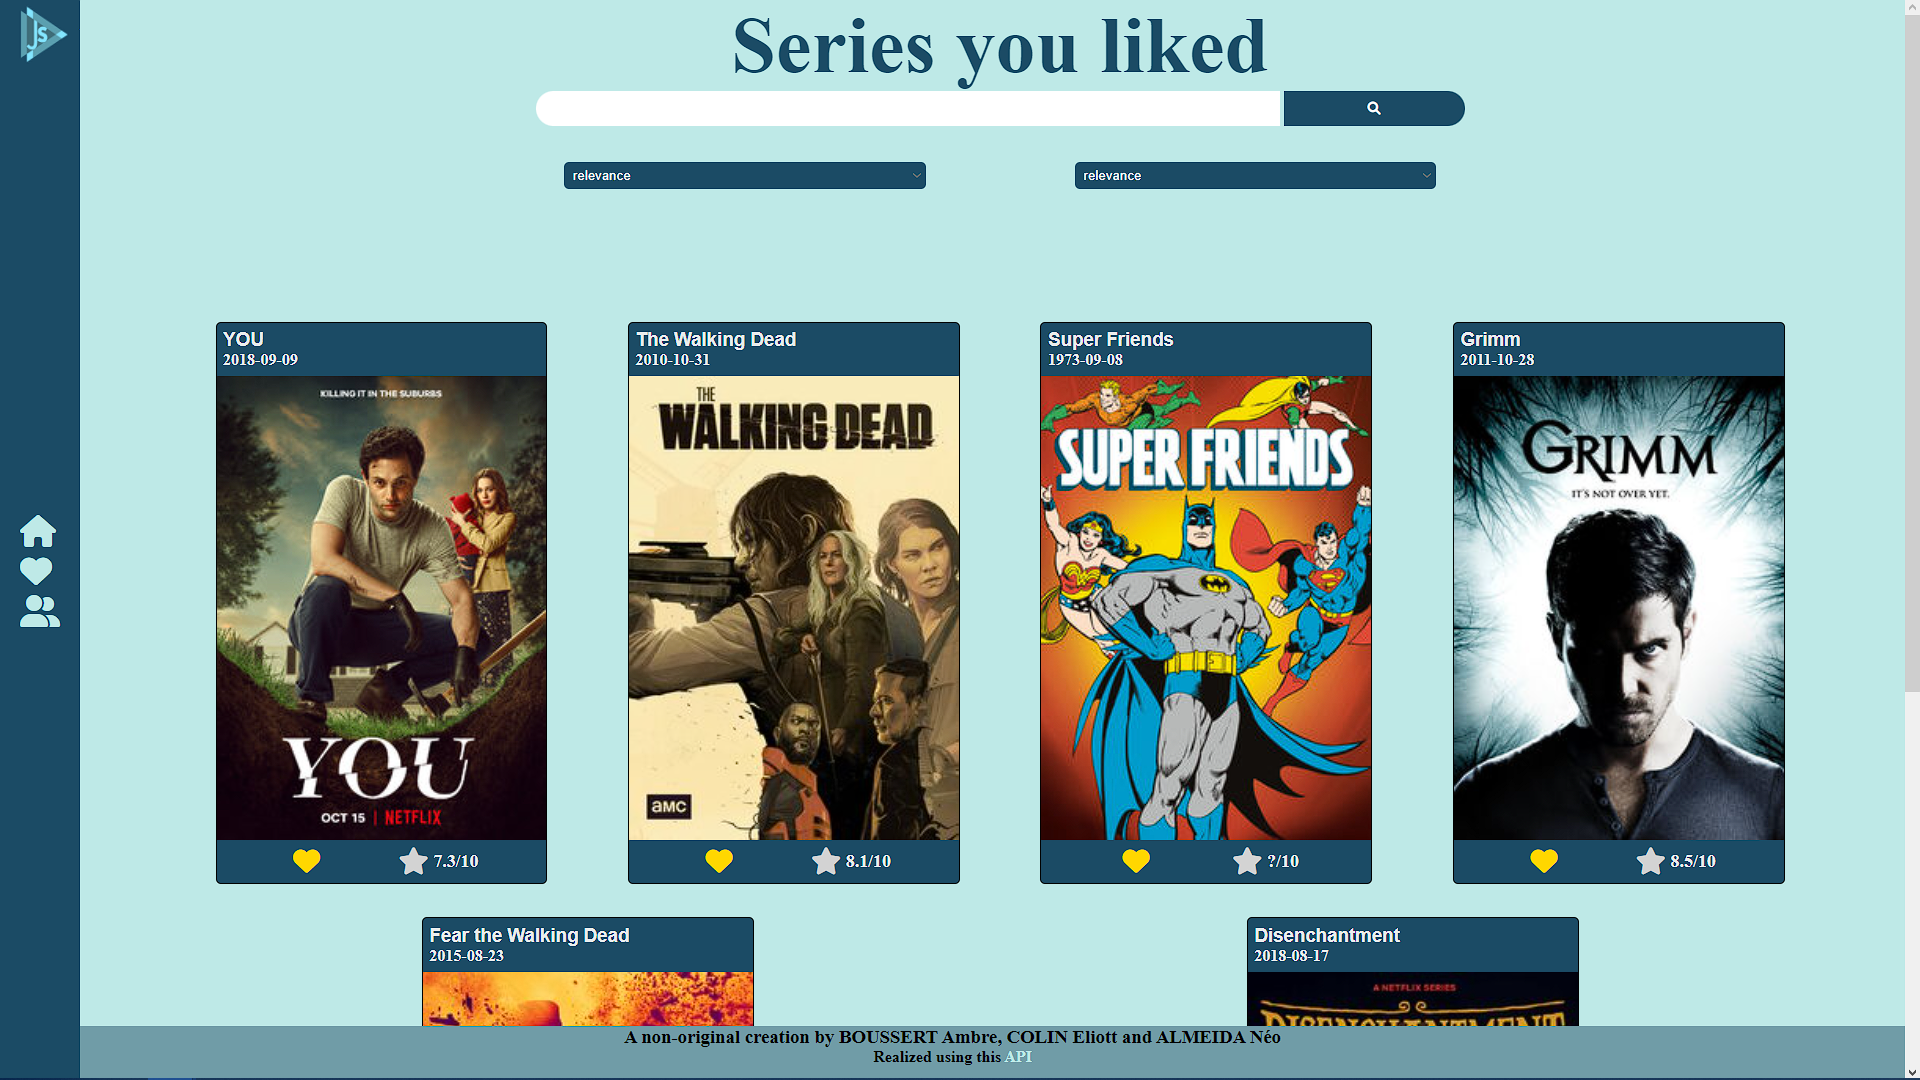 JS
Series you liked
relevance
relevance
YOU
2018-09-09
KILLING IT IN THE SUBURBS
YOU
OCT 15 | NETFLIX
7.3/10
The Walking Dead
2010-10-31
THE
WALKING DEAD
aMC
8.1/10
Super Friends
1973-09-08
SUPER FRIENDS
?/10
Grimm
2011-10-28
GRIMM
IT'S NOT OVER YET.
8.5/10
Fear the Walking Dead
2015-08-23
Disenchantment
2018-08-17
A NETFLIX SERIES
DISENCHANTMENT
A non-original creation by BOUSSERT Ambre, COLIN Eliott and ALMEIDA Néo
Realized using this API